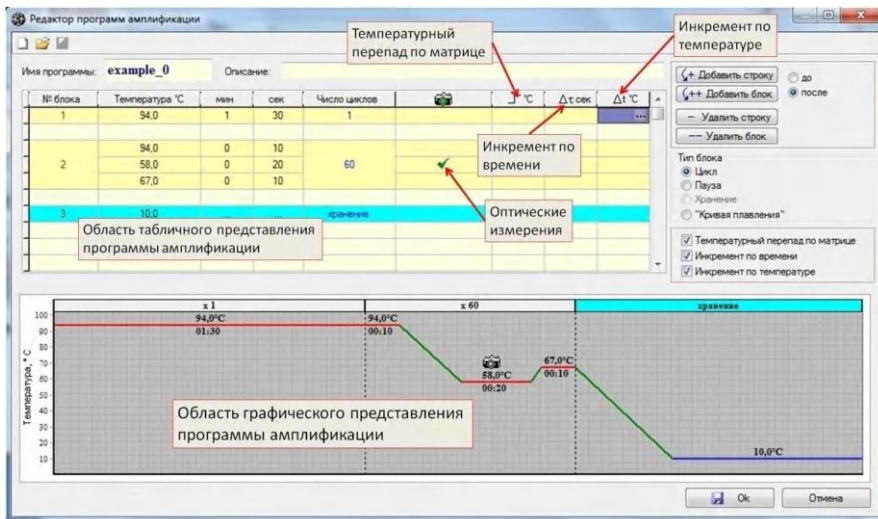 Редактор программ амплификации
Температурный
перепад по матрице
Инкремент по
температуре
Имя программы: example_0 Описание:
№ блока Температура °C мин сек Число циклов °C Δτ сек Δt °C
1 94,0 1 30 1 ...
94,0 0 10
2 58,0 0 20 60
67,0 0 10
3 10,0 ... ... хранение
Инкремент по
времени
Оптические
измерения
Область табличного представления
программы амплификации
Добавить строку
Добавить блок
до
после
Удалить строку
Удалить блок
Тип блока
Цикл
Пауза
Хранение
"Кривая плавления"
Температурный перепад по матрице
Инкремент по времени
Инкремент по температуре
x 1 x 60 хранение
Температура, ° C
100
90
80
70
60
50
40
30
20
10
94,0°C
01:30
94,0°C
00:10
58,0°C
00:20
67,0°C
00:10
10,0°C
Область графического представления
программы амплификации
Ok Отмена